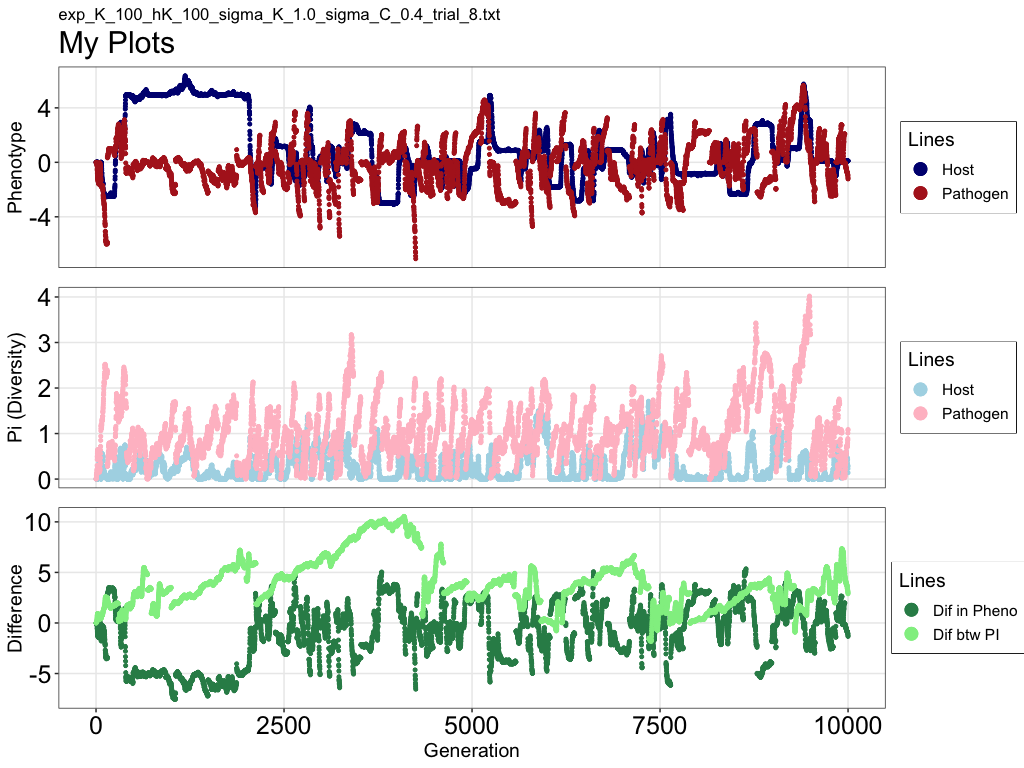 exp_K_100_hK_100_sigma_K_1.0_sigma_C_0.4_trial_8.txt
My Plots
Phenotype
4
0
-4
Lines
Host
Pathogen
Pi (Diversity)
4
3
2
1
0
Lines
Host
Pathogen
Difference
10
5
0
-5
Lines
Dif in Pheno
Dif btw PI
0 2500 5000 7500 10000
Generation